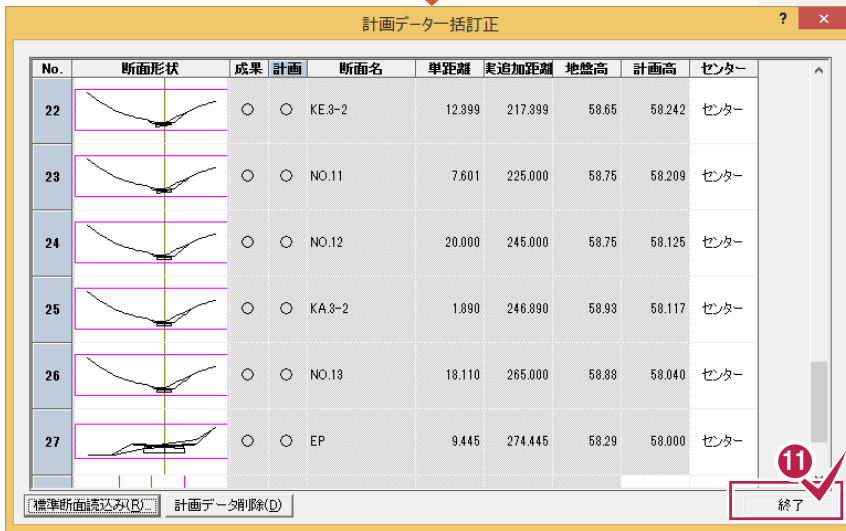 計画データ一括訂正
? ×
No. 断面形状 成果 計画 断面名 単距離 実追加距離 地盤高 計画高 センター
22 ○ ○ KE.3-2 12.399 217.399 58.65 58.242 センター
23 ○ ○ NO.11 7.601 225.000 58.75 58.209 センター
24 ○ ○ NO.12 20.000 245.000 58.75 58.125 センター
25 ○ ○ KA.3-2 1.890 246.890 58.93 58.117 センター
26 ○ ○ NO.13 18.110 265.000 58.88 58.040 センター
27 ○ ○ EP 9.445 274.445 58.29 58.000 センター
11
標準断面読込み(R)... 計画データ削除(D) 終了